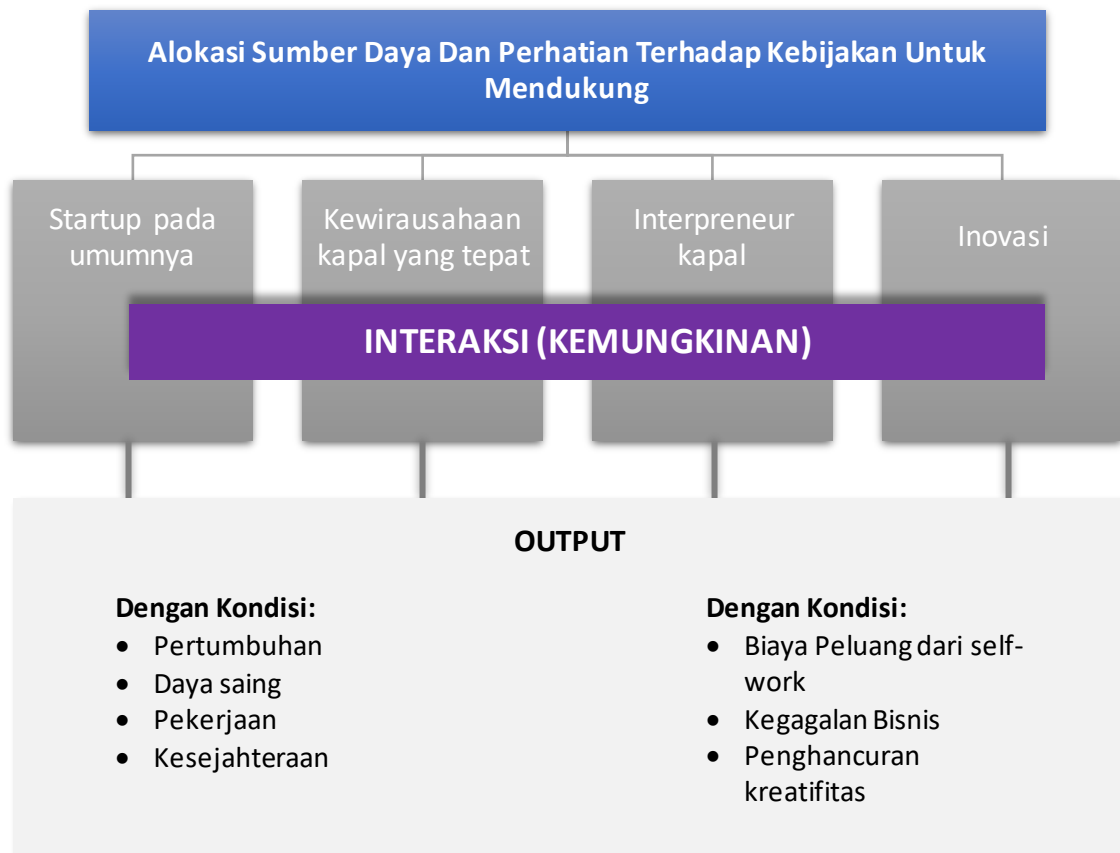 Alokasi Sumber Daya Dan Perhatian Terhadap Kebijakan Untuk
Mendukung
Startup pada
umumnya
Kewirausahaan
kapal yang tepat
Interpreneur
kapal
Inovasi
INTERAKSI (KEMUNGKINAN)
OUTPUT
Dengan Kondisi:
• Pertumbuhan
• Daya saing
• Pekerjaan
• Kesejahteraan
Dengan Kondisi:
• Biaya Peluang dari self-
work
• Kegagalan Bisnis
• Penghancuran
kreatifitas